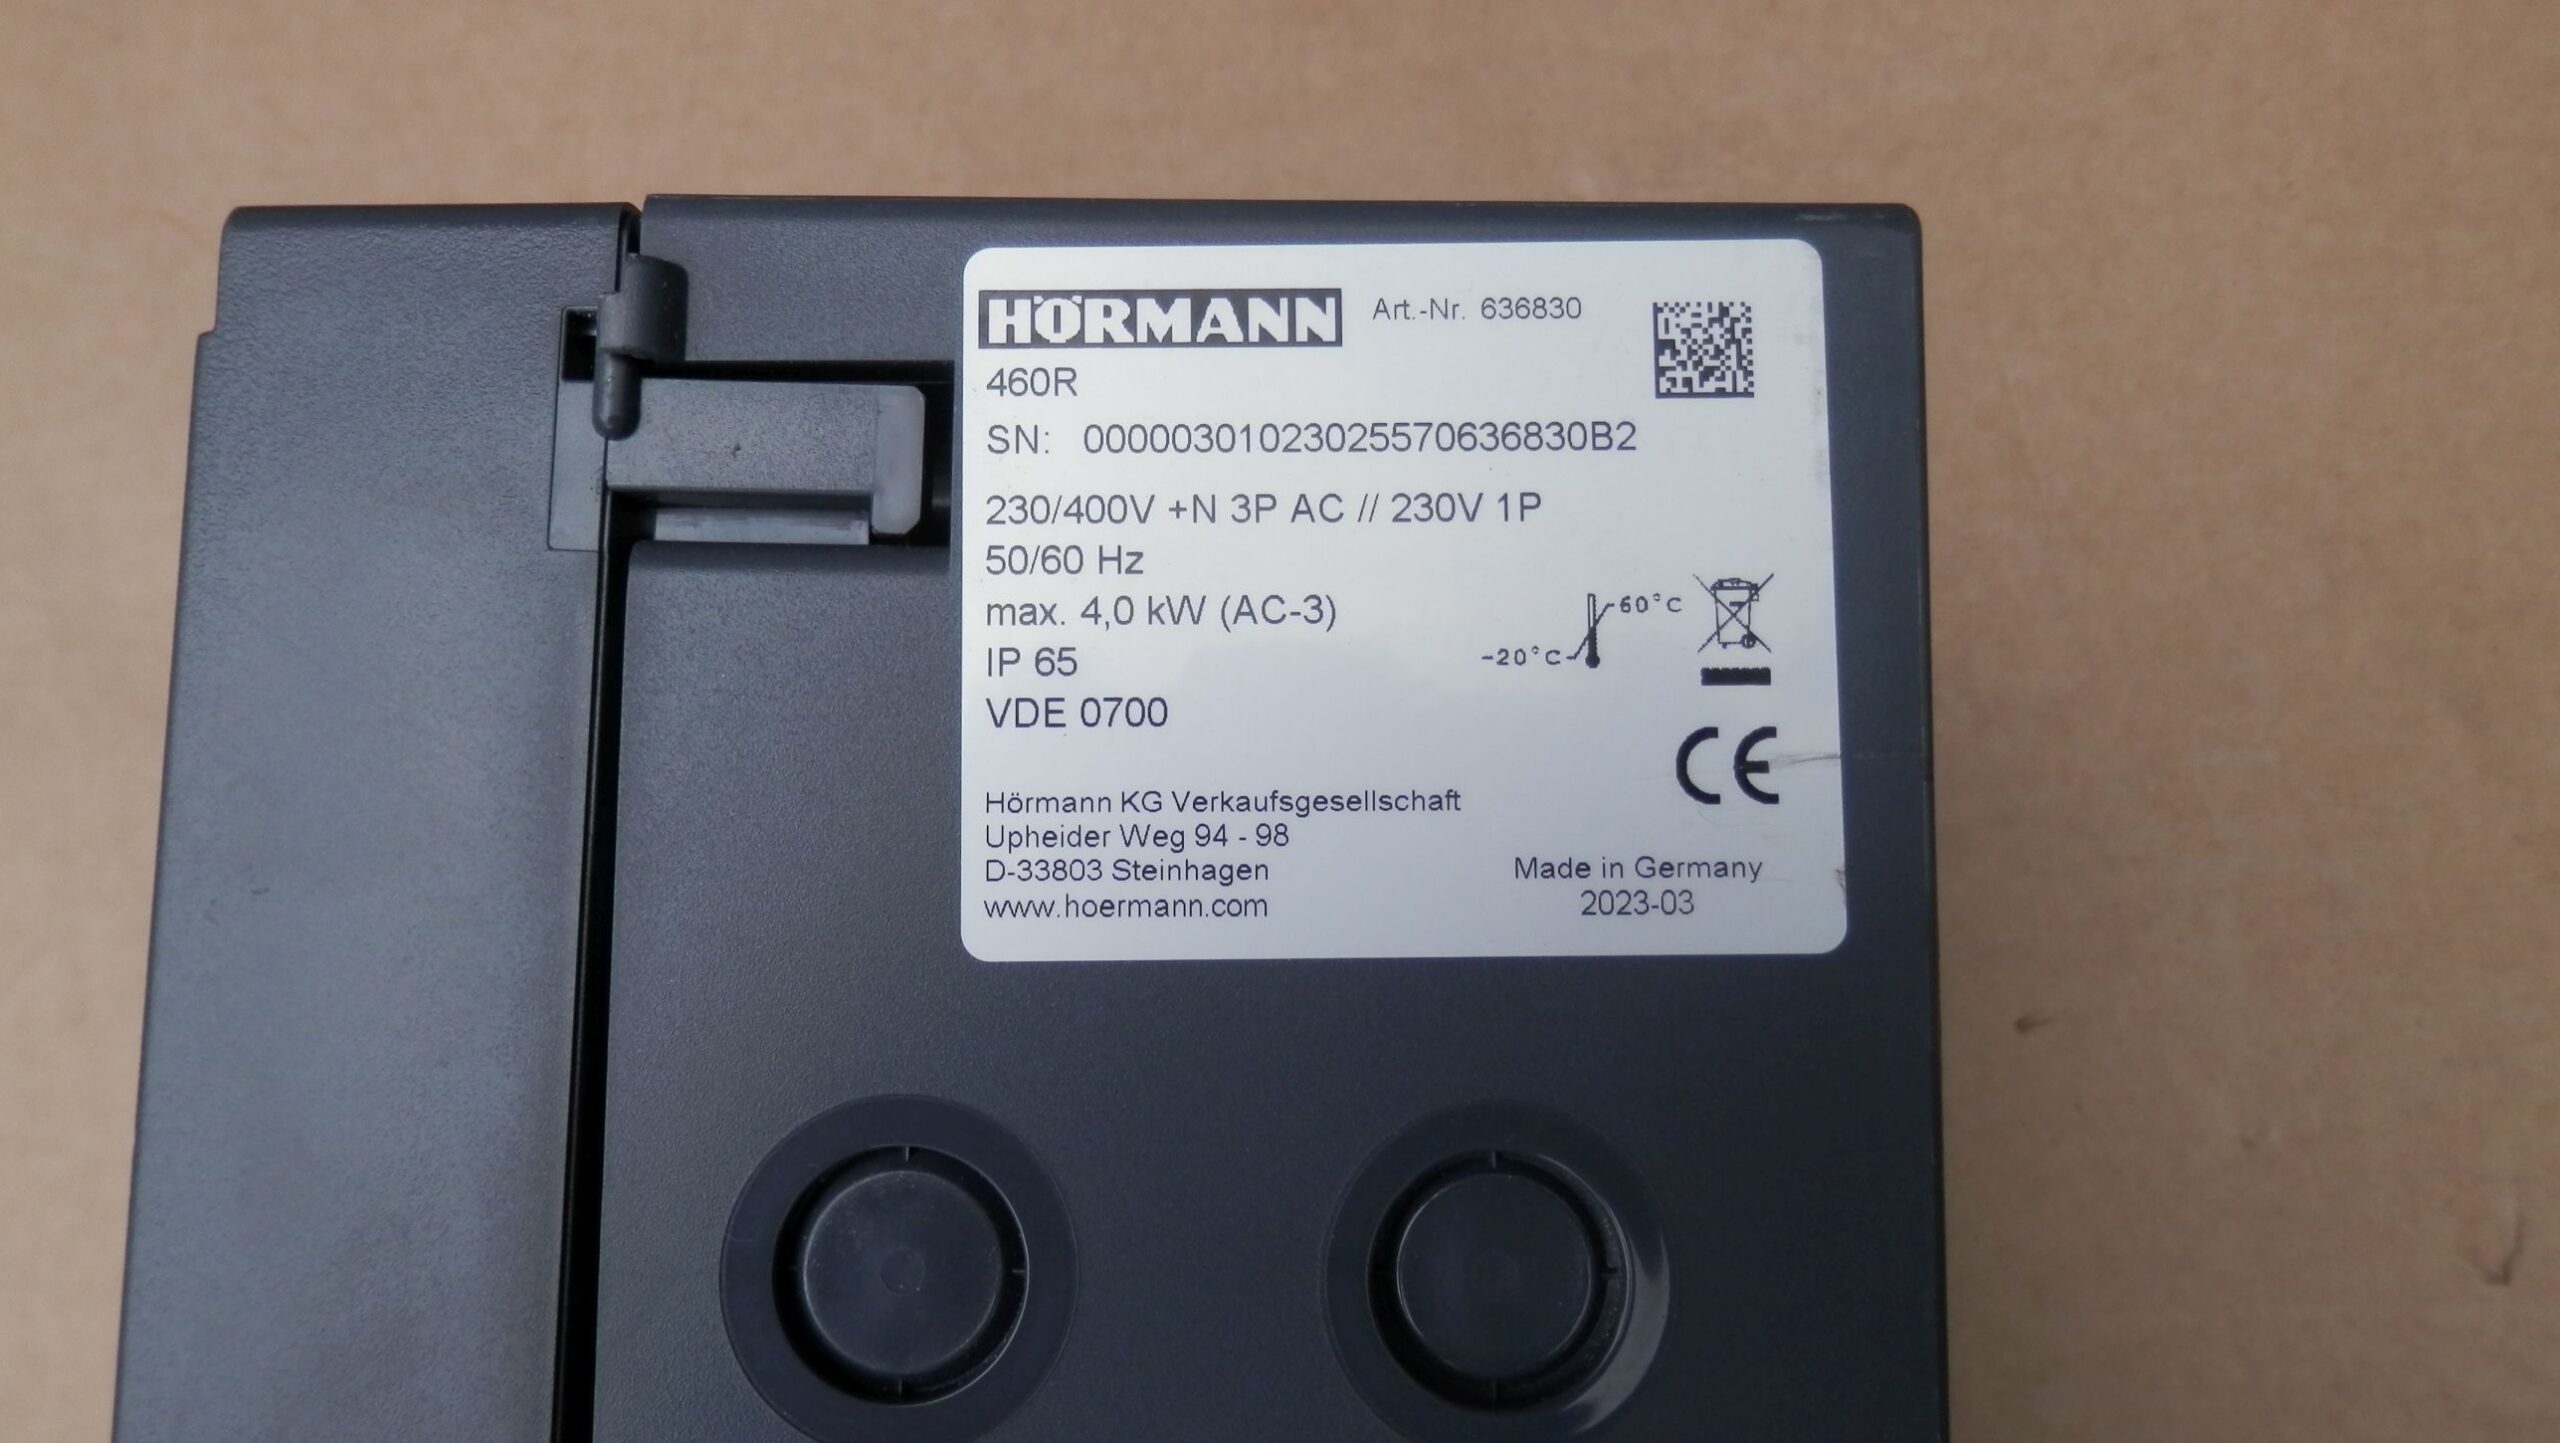 HÖRMANN Art.-Nr. 636830
460R
SN: 00000301023025570636830B2
230/400V +N 3P AC // 230V 1P
50/60 Hz
max. 4,0 kW (AC-3)
60°C
-20°C
IP 65
VDE 0700
CE
Hörmann KG Verkaufsgesellschaft
Upheider Weg 94 - 98
D-33803 Steinhagen
www.hoermann.com
Made in Germany
2023-03